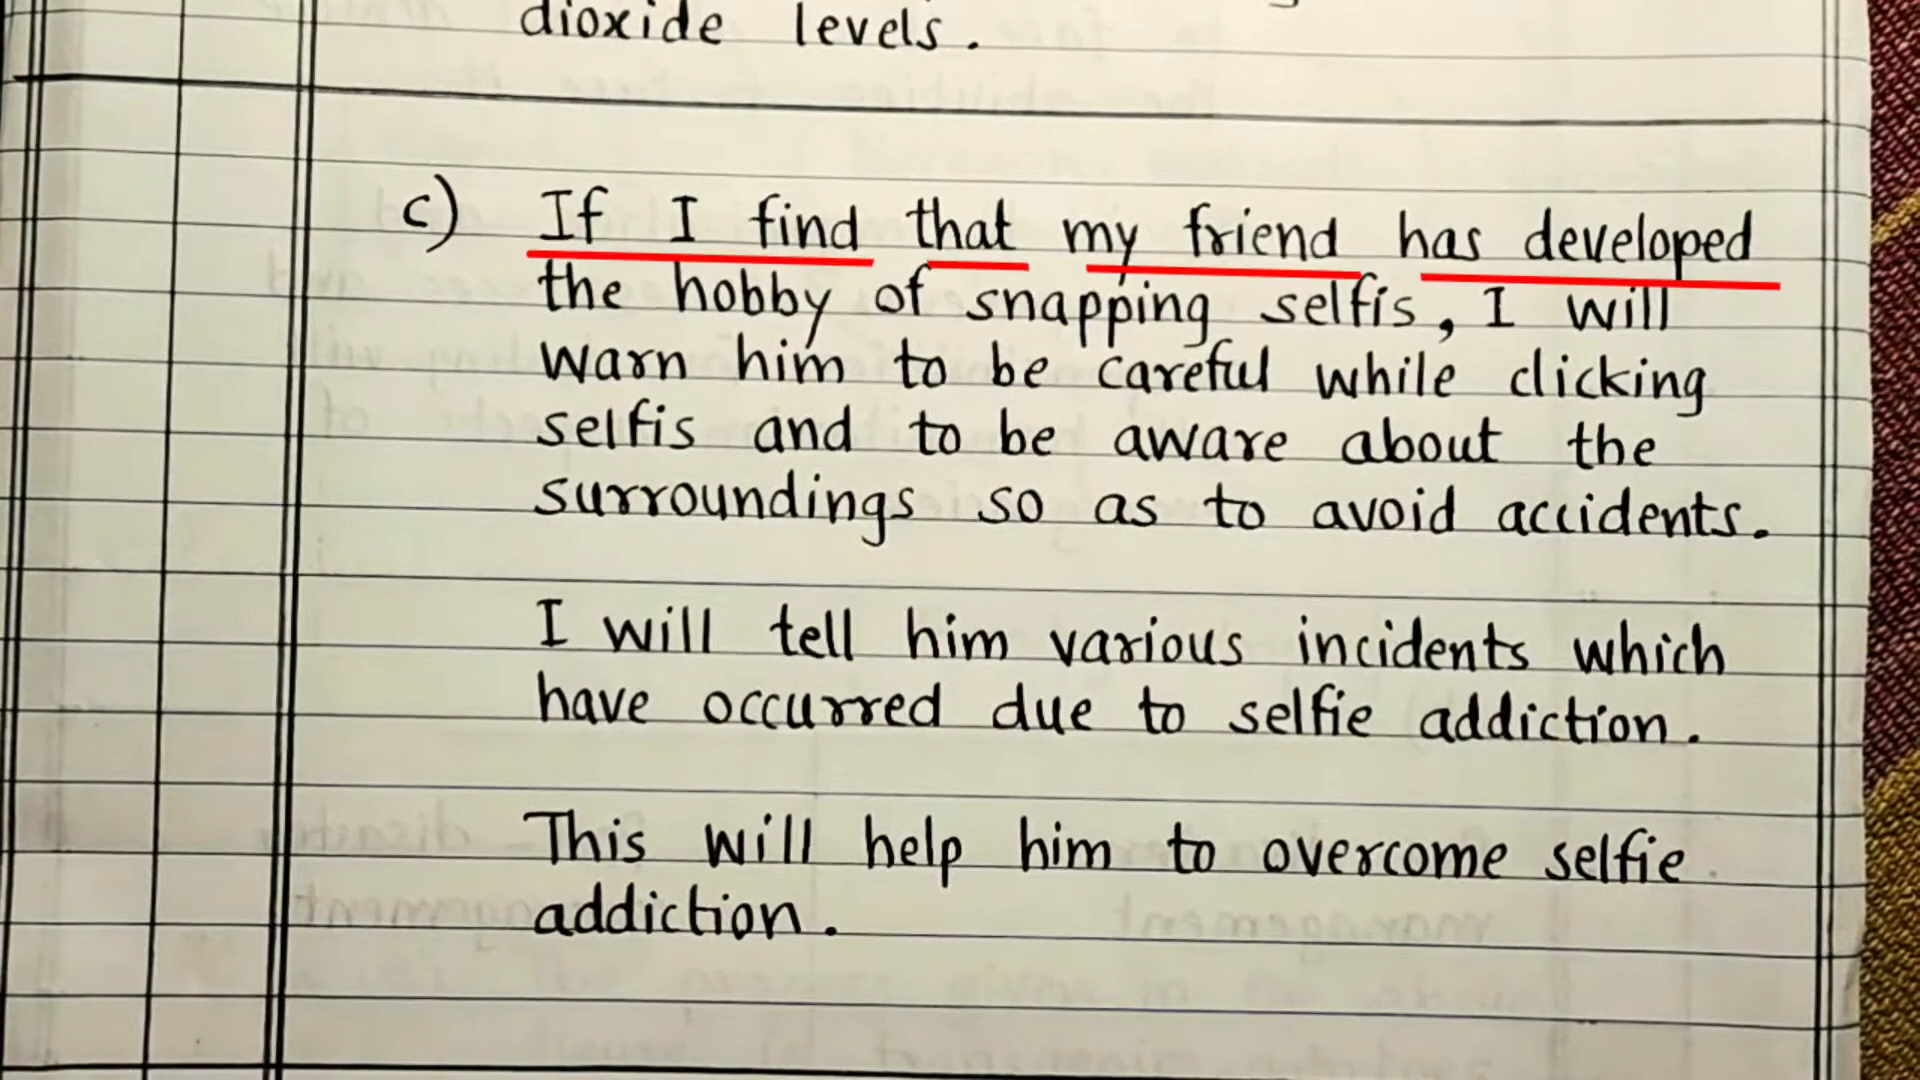 dioxide levels.
c) If I find that my friend has developed
the hobby of snapping selfis, I will
warn him to be careful while clicking
selfis and to be aware about the
surroundings so as to avoid accidents.
I will tell him various incidents which
have occurred due to selfie addiction.
This will help him to overcome selfie
addiction.